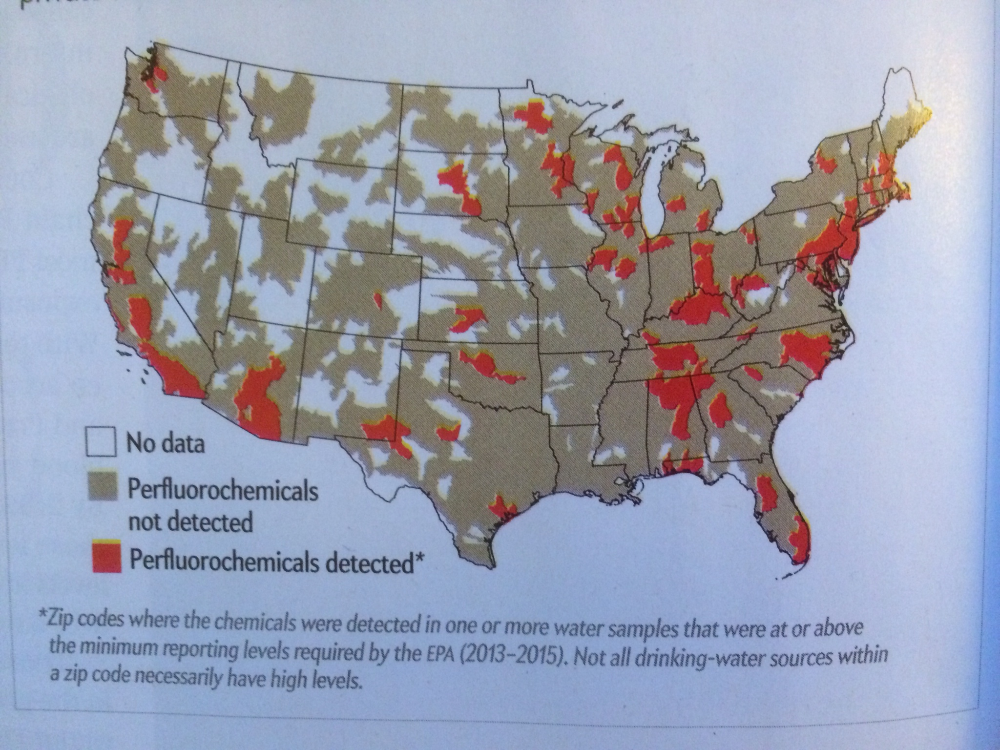 No data
Perfluorochemicals
not detected
Perfluorochemicals detected*
*Zip codes where the chemicals were detected in one or more water samples that were at or above
the minimum reporting levels required by the EPA (2013–2015). Not all drinking-water sources within
a zip code necessarily have high levels.